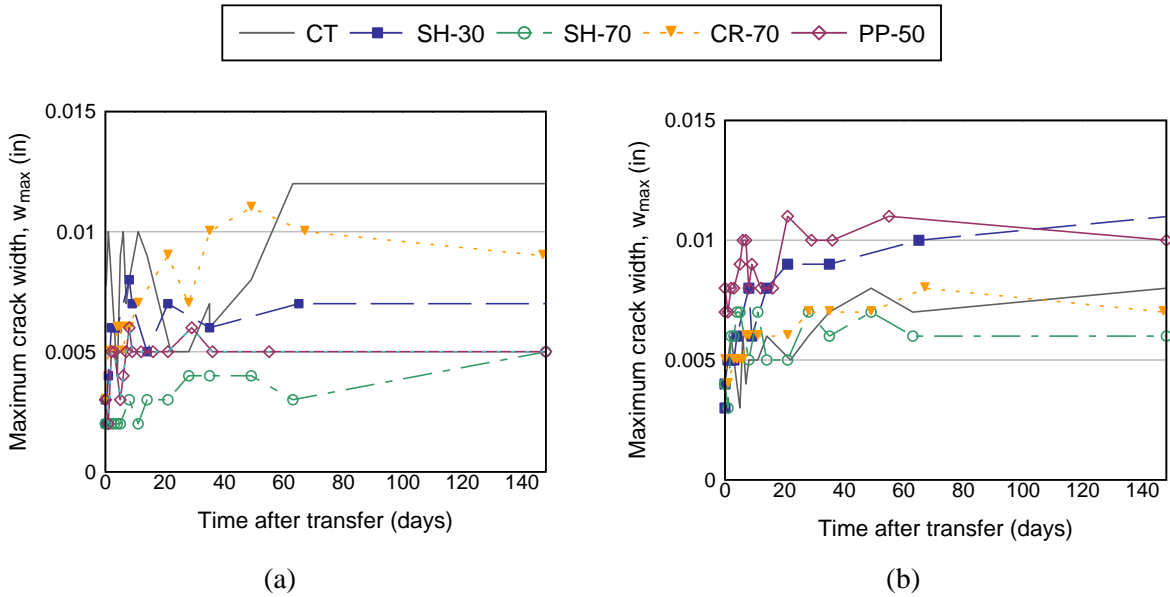 CT SH-30 SH-70 CR-70 PP-50
Maximum crack width, wmax (in)
0.015
0.01
0.005
0
0 20 40 60 80 100 120 140
Time after transfer (days)
(a)
Maximum crack width, wmax (in)
0.015
0.01
0.005
0
0 20 40 60 80 100 120 140
Time after transfer (days)
(b)